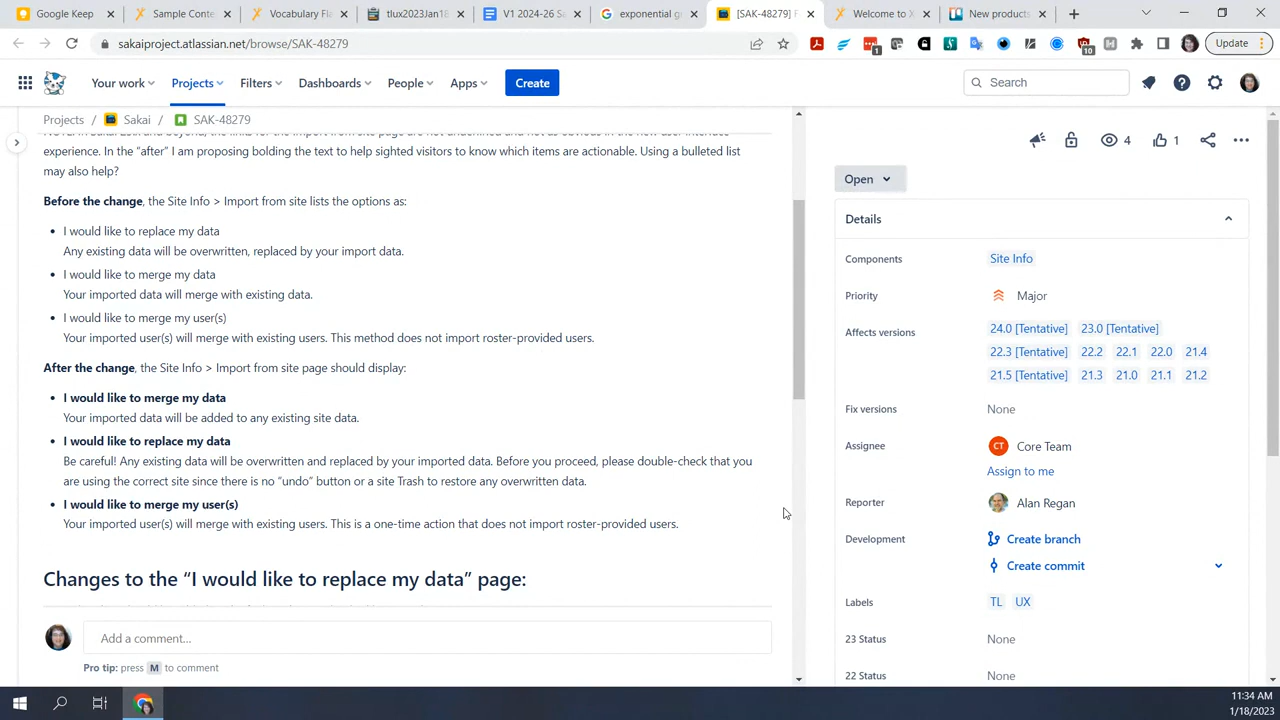 Google Keep
Sample Conte
Vocabulary Fi
tlux2023Jan18
V1 2024-26 S
exponential g
[SAK-48279] F
Welcome to X
New products
sakaiproject.atlassian.net/browse/SAK-48279
1
10
Update
Your work
Projects
Filters
Dashboards
People
Apps
Create
Search
Projects / Sakai / SAK-48279
experience. In the “after” I am proposing bolding the text to help sighted visitors to know which items are actionable. Using a bulleted list
may also help?
Before the change, the Site Info > Import from site lists the options as:
I would like to replace my data
Any existing data will be overwritten, replaced by your import data.
I would like to merge my data
Your imported data will merge with existing data.
I would like to merge my user(s)
Your imported user(s) will merge with existing users. This method does not import roster-provided users.
After the change, the Site Info > Import from site page should display:
I would like to merge my data
Your imported data will be added to any existing site data.
I would like to replace my data
Be careful! Any existing data will be overwritten and replaced by your imported data. Before you proceed, please double-check that you
are using the correct site since there is no “undo” button or a site Trash to restore any overwritten data.
I would like to merge my user(s)
Your imported user(s) will merge with existing users. This is a one-time action that does not import roster-provided users.
Changes to the “I would like to replace my data” page:
Add a comment...
Pro tip: press M to comment
4
1
Open
Details
Components
Site Info
Priority
Major
Affects versions
24.0 [Tentative] 23.0 [Tentative]
22.3 [Tentative] 22.2 22.1 22.0 21.4
21.5 [Tentative] 21.3 21.0 21.1 21.2
Fix versions
None
Assignee
CT Core Team
Assign to me
Reporter
Alan Regan
Development
Create branch
Create commit
Labels
TL UX
23 Status
None
22 Status
None
11:34 AM
1/18/2023